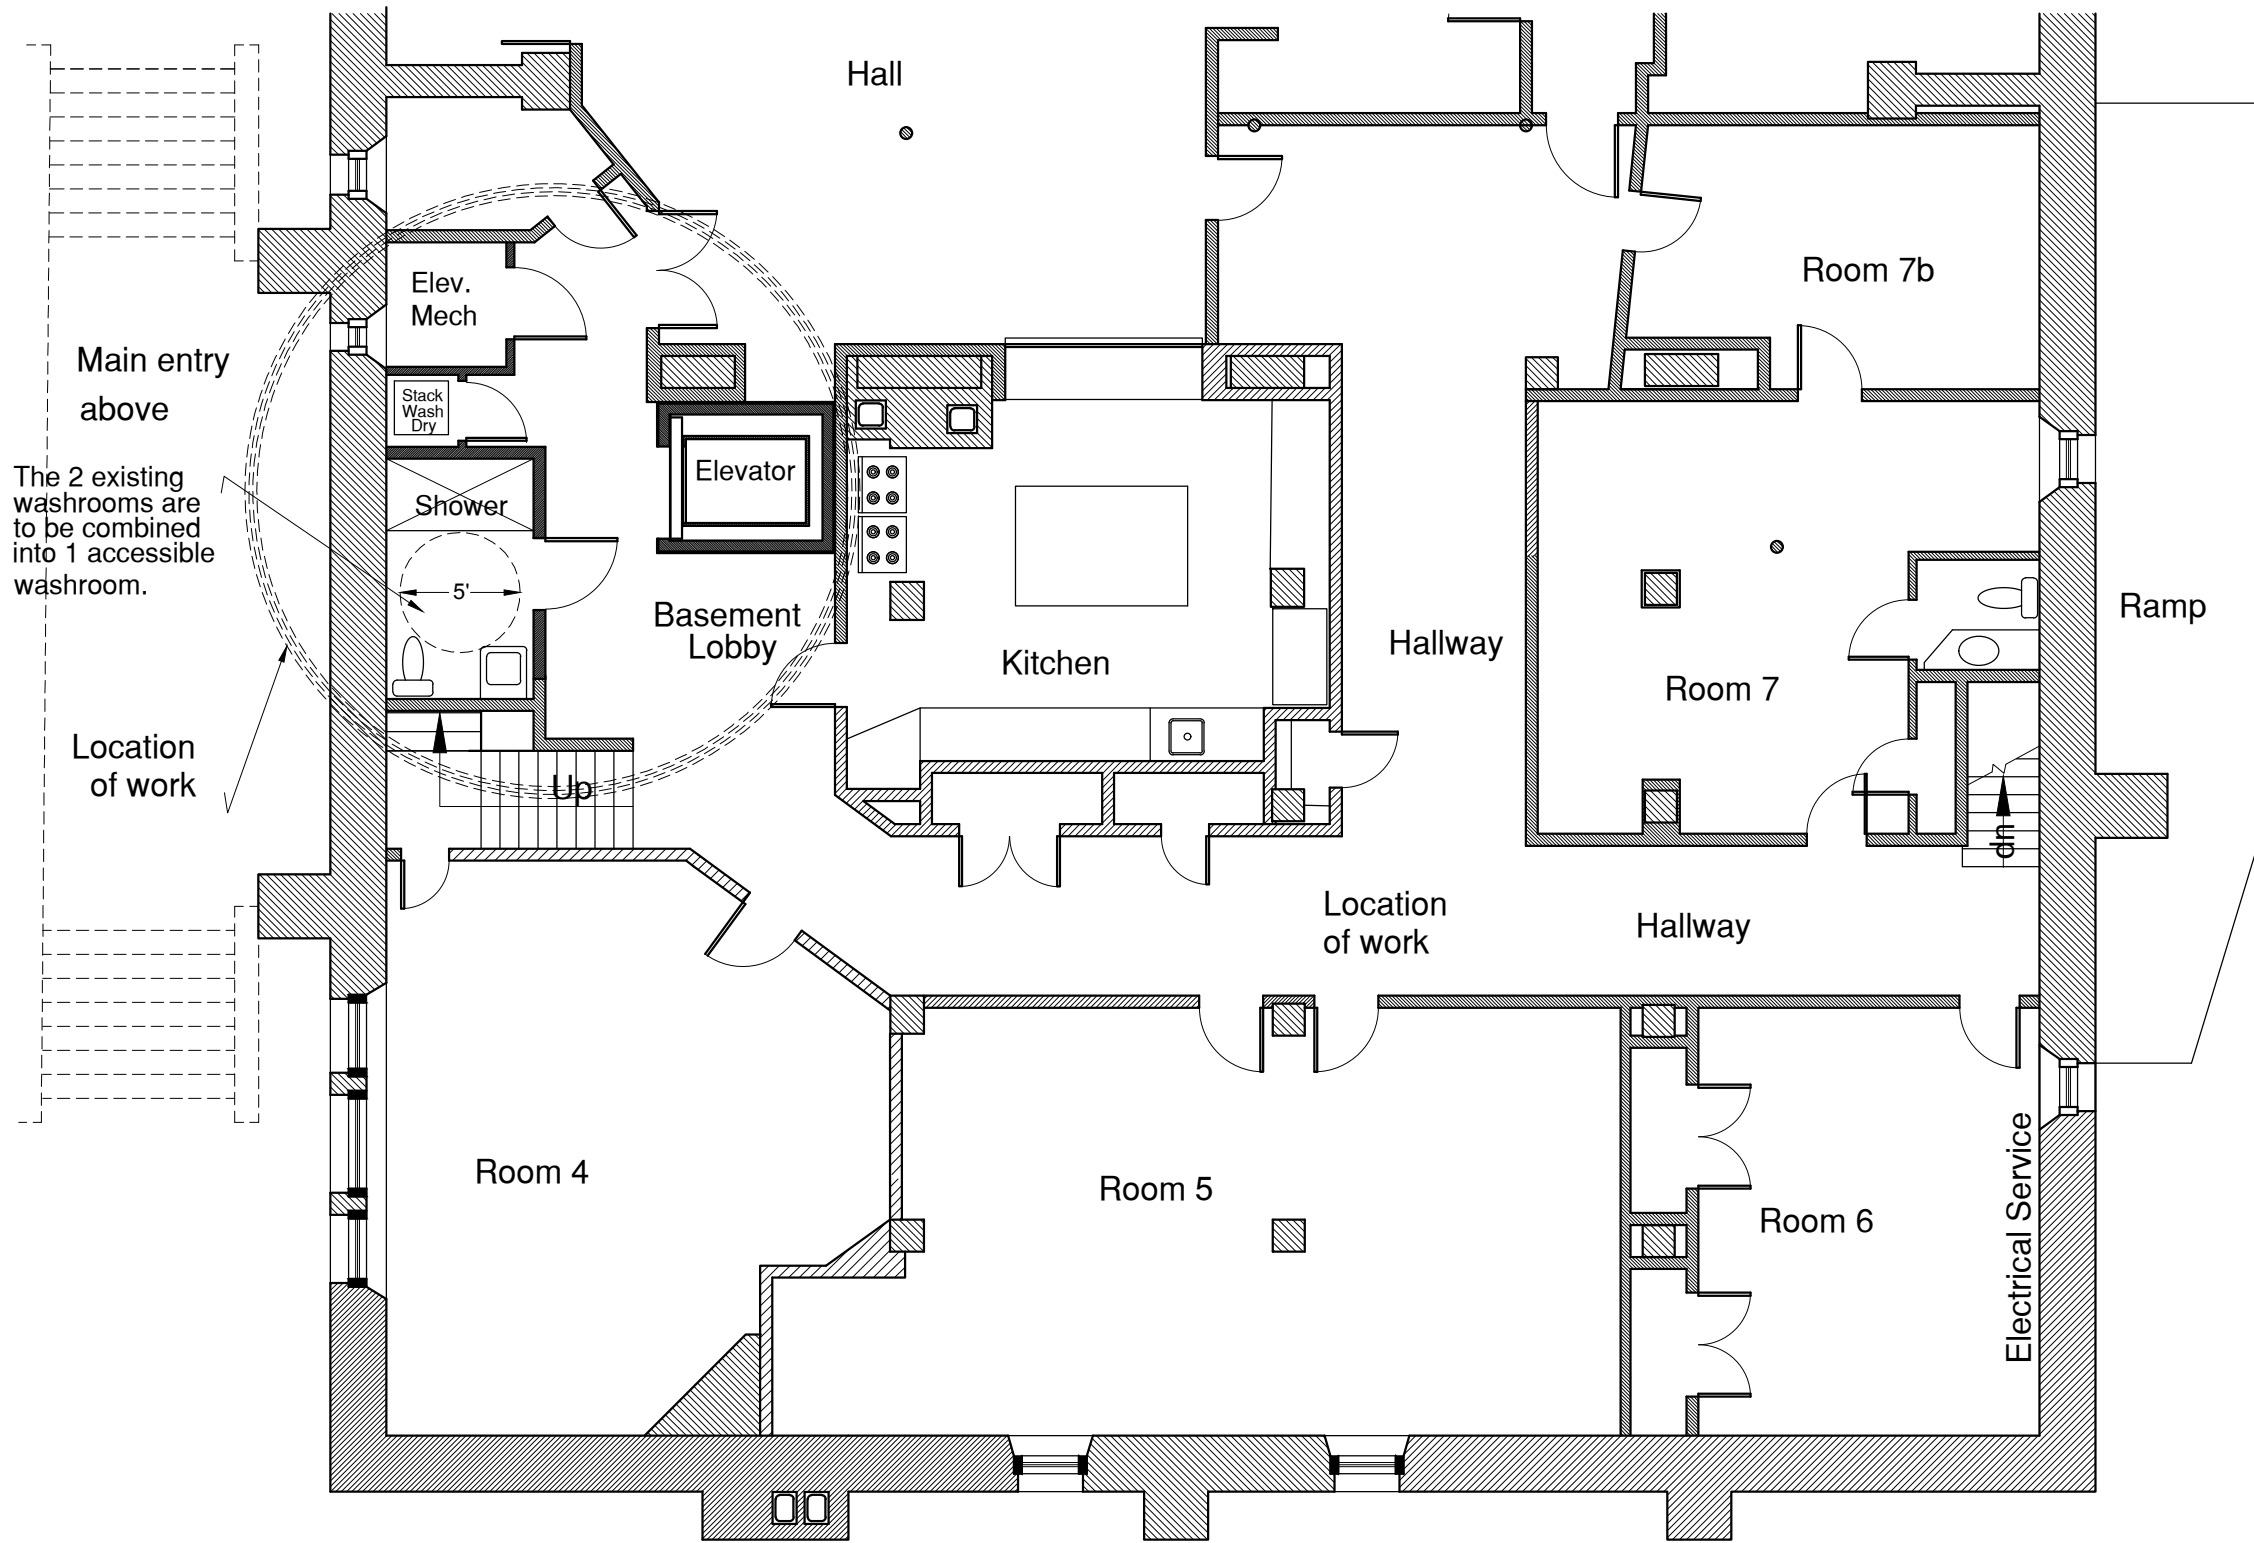 Hall
Elev.
Mech
Room 7b
Main entry
above
Stack
Wash
Dry
The 2 existing
washrooms are
to be combined
into 1 accessible
washroom.
Shower
Elevator
5'
Basement
Lobby
Kitchen
Hallway
Room 7
Ramp
Location
of work
Up
up
Location
of work
Hallway
Room 4
Room 5
Room 6
Electrical Service